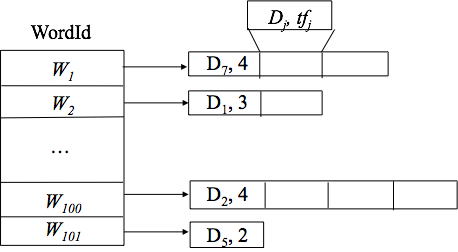 Dj, tfj
WordId
W1
D7, 4
W2
D1, 3
...
W100
D2, 4
W101
D5, 2